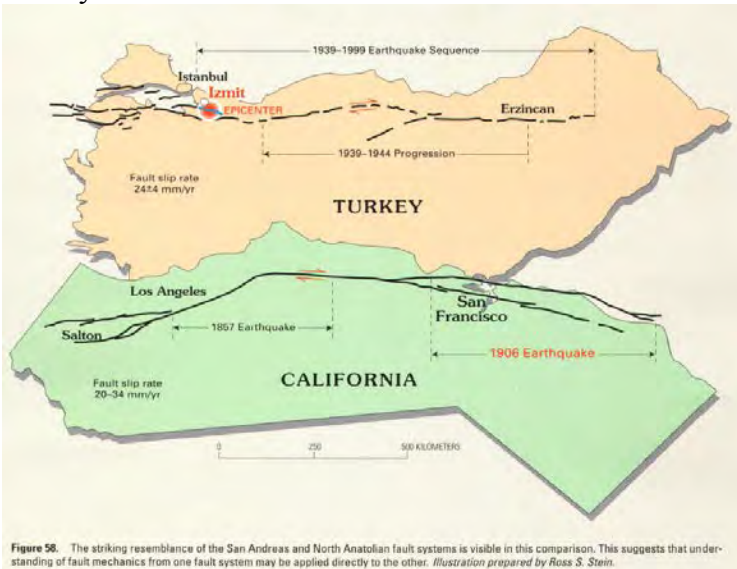 1939–1999 Earthquake Sequence
Istanbul
Izmit
EPICENTER
Erzincan
1939–1944 Progression
Fault slip rate
24±4 mm/yr
TURKEY
Los Angeles
San
Francisco
Salton
1857 Earthquake
1906 Earthquake
Fault slip rate
20–34 mm/yr
CALIFORNIA
0 250 500 KILOMETERS
Figure 58. The striking resemblance of the San Andreas and North Anatolian fault systems is visible in this comparison. This suggests that under-
standing of fault mechanics from one fault system may be applied directly to the other. Illustration prepared by Ross S. Stein.